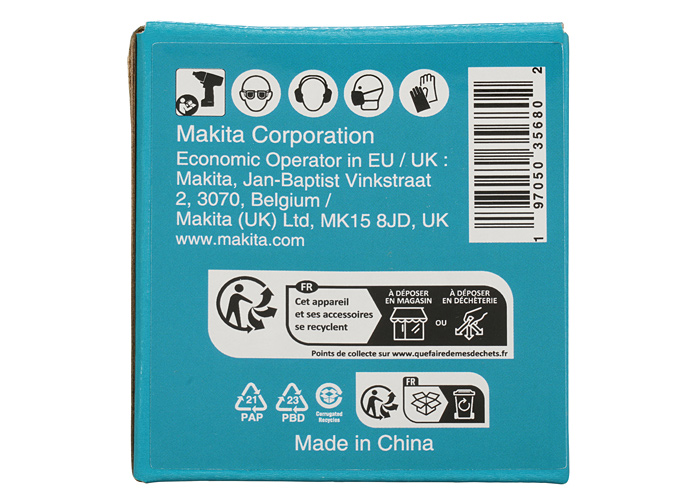 Makita Corporation
Economic Operator in EU / UK :
Makita, Jan-Baptist Vinkstraat
2, 3070, Belgium /
Makita (UK) Ltd, MK15 8JD, UK
www.makita.com
1 97050 35680 2
FR
Cet appareil
et ses accessoires
se recyclent
À DÉPOSER
EN MAGASIN
OU
À DÉPOSER
EN DÉCHÈTERIE
Points de collecte sur www.quefairedemesdechets.fr
21
PAP
23
PBD
Corrugated
Recycles
FR
Made in China